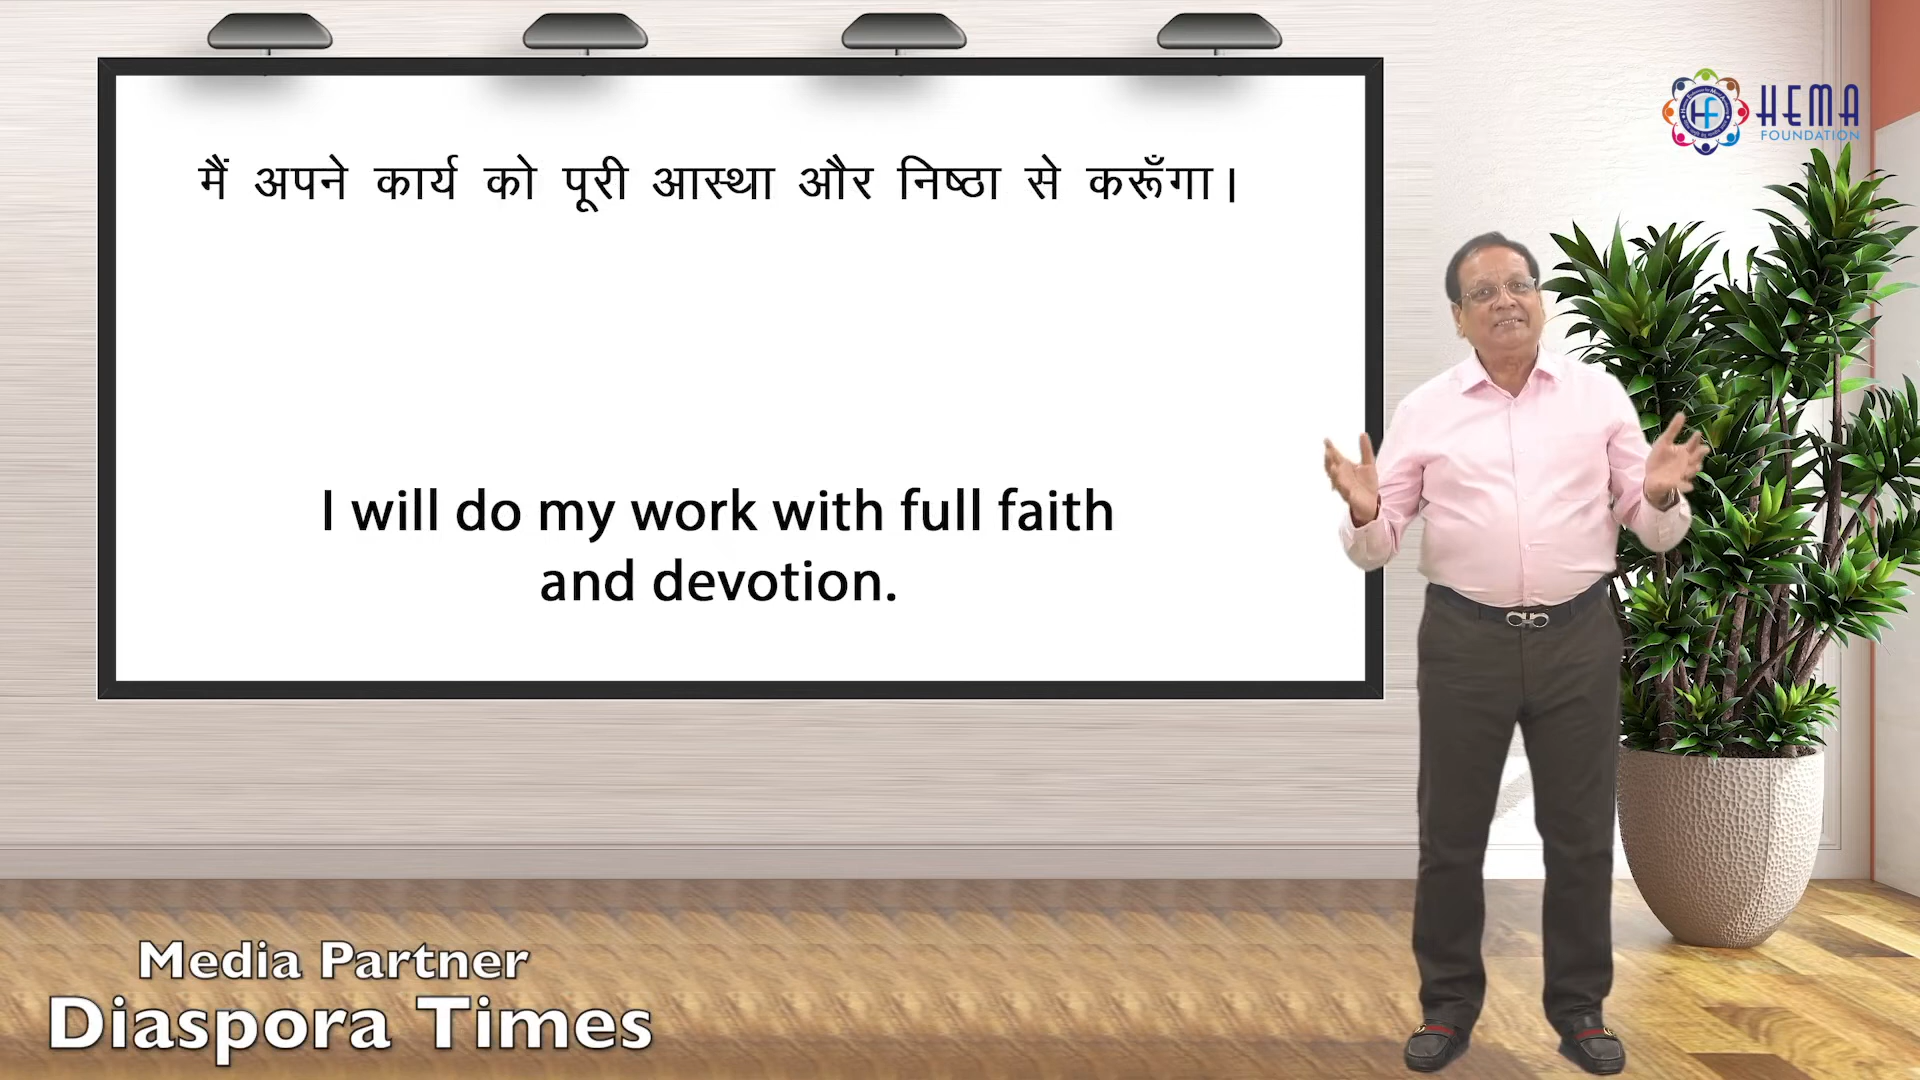 मैं अपने कार्य को पूरी आस्था और निष्ठा से करूँगा।
I will do my work with full faith
and devotion.
HEMA
FOUNDATION
HF
Media Partner
Diaspora Times